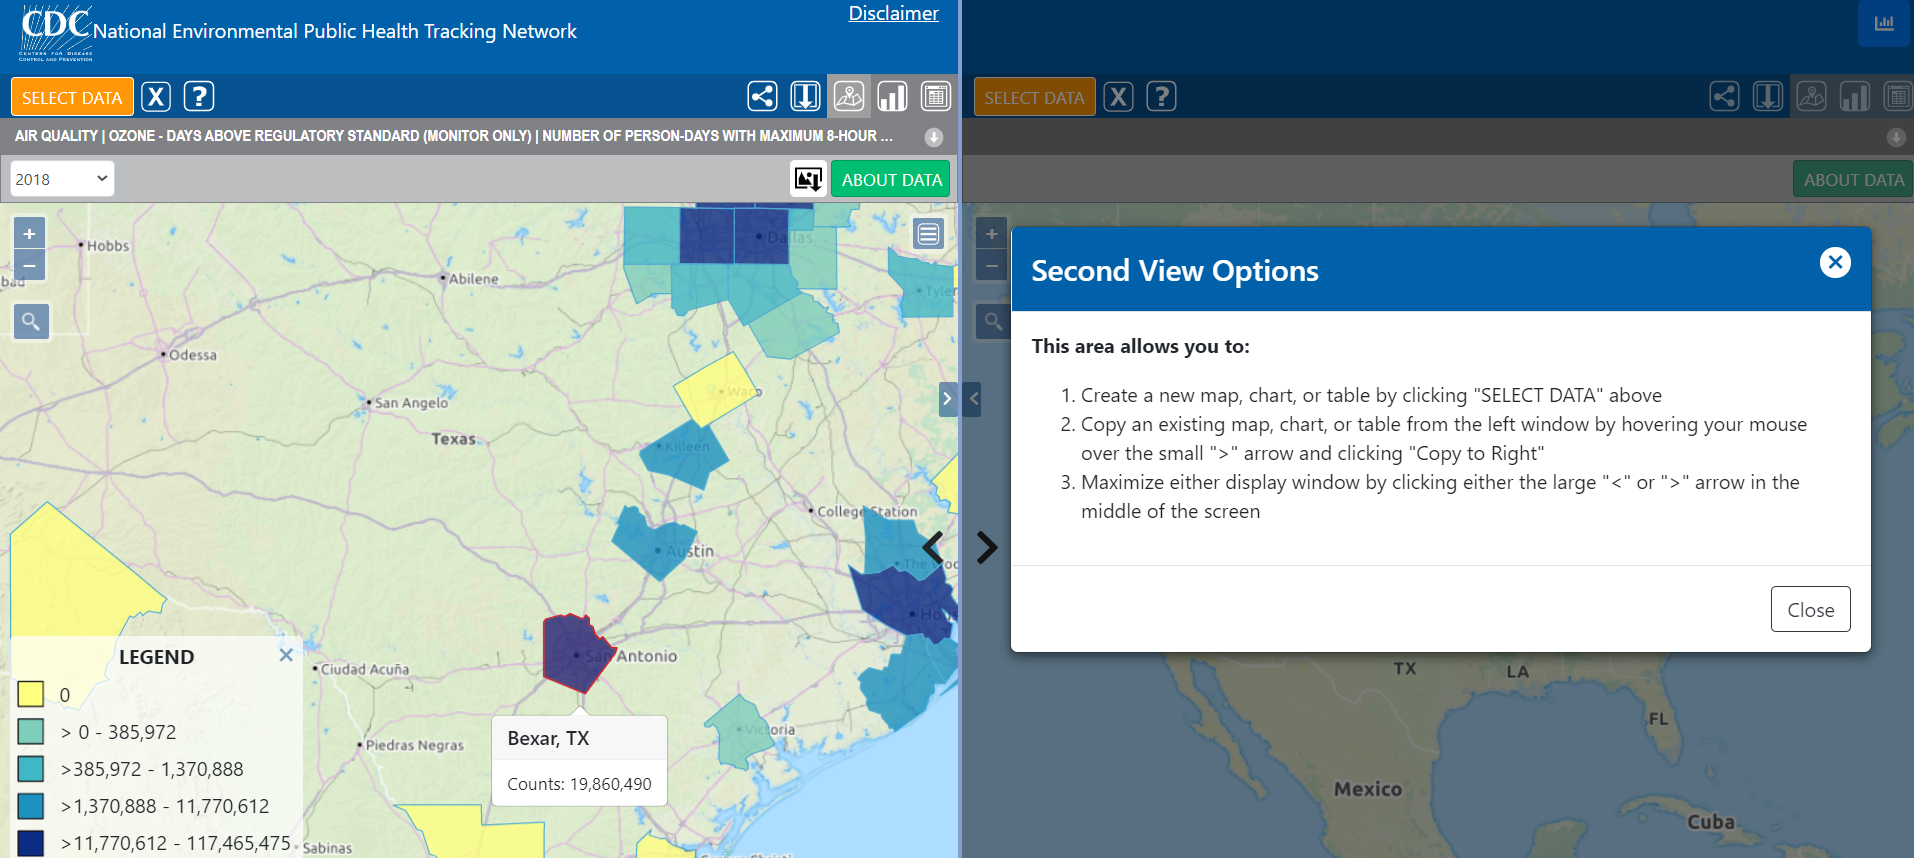 CDC
CENTERS FOR DISEASE
CONTROL AND PREVENTION
National Environmental Public Health Tracking Network
Disclaimer
SELECT DATA X ?
AIR QUALITY | OZONE - DAYS ABOVE REGULATORY STANDARD (MONITOR ONLY) | NUMBER OF PERSON-DAYS WITH MAXIMUM 8-HOUR ...
2018
ABOUT DATA
+
−
Hobbs
Dallas
Abilene
Tyler
Odessa
Waco
San Angelo
Texas
Killeen
College Station
Austin
The Woo
Hous
San Antonio
Ciudad Acuña
Victoria
Piedras Negras
Sabinas
Bexar, TX
Counts: 19,860,490
LEGEND
0
> 0 - 385,972
>385,972 - 1,370,888
>1,370,888 - 11,770,612
>11,770,612 - 117,465,475
SELECT DATA X ?
ABOUT DATA
+
−
Second View Options
This area allows you to:
1. Create a new map, chart, or table by clicking "SELECT DATA" above
2. Copy an existing map, chart, or table from the left window by hovering your mouse
over the small ">" arrow and clicking "Copy to Right"
3. Maximize either display window by clicking either the large "<" or ">" arrow in the
middle of the screen
Close
TX
LA
FL
Mexico
Cuba